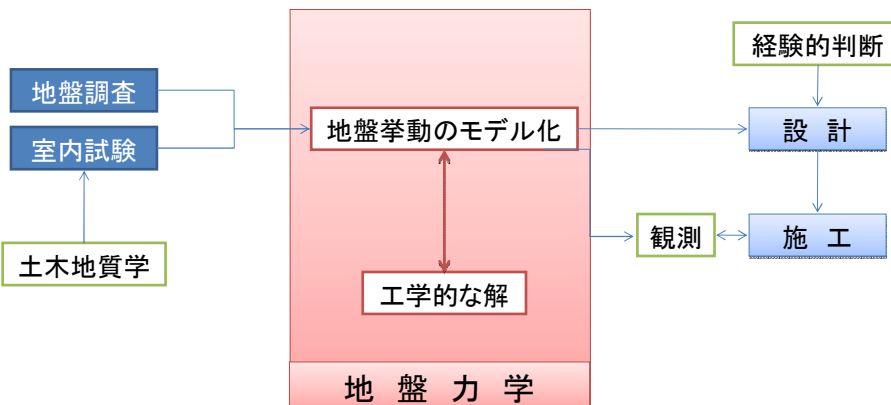 経験的判断
地盤調査
地盤挙動のモデル化
設 計
室内試験
観測
施 工
土木地質学
工学的な解
地 盤 力 学